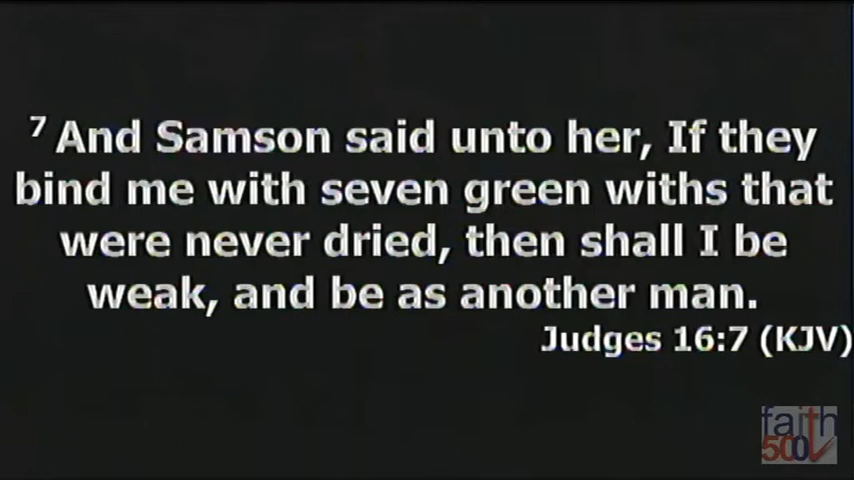 7 And Samson said unto her, If they
bind me with seven green withs that
were never dried, then shall I be
weak, and be as another man.
Judges 16:7 (KJV)
faith
500